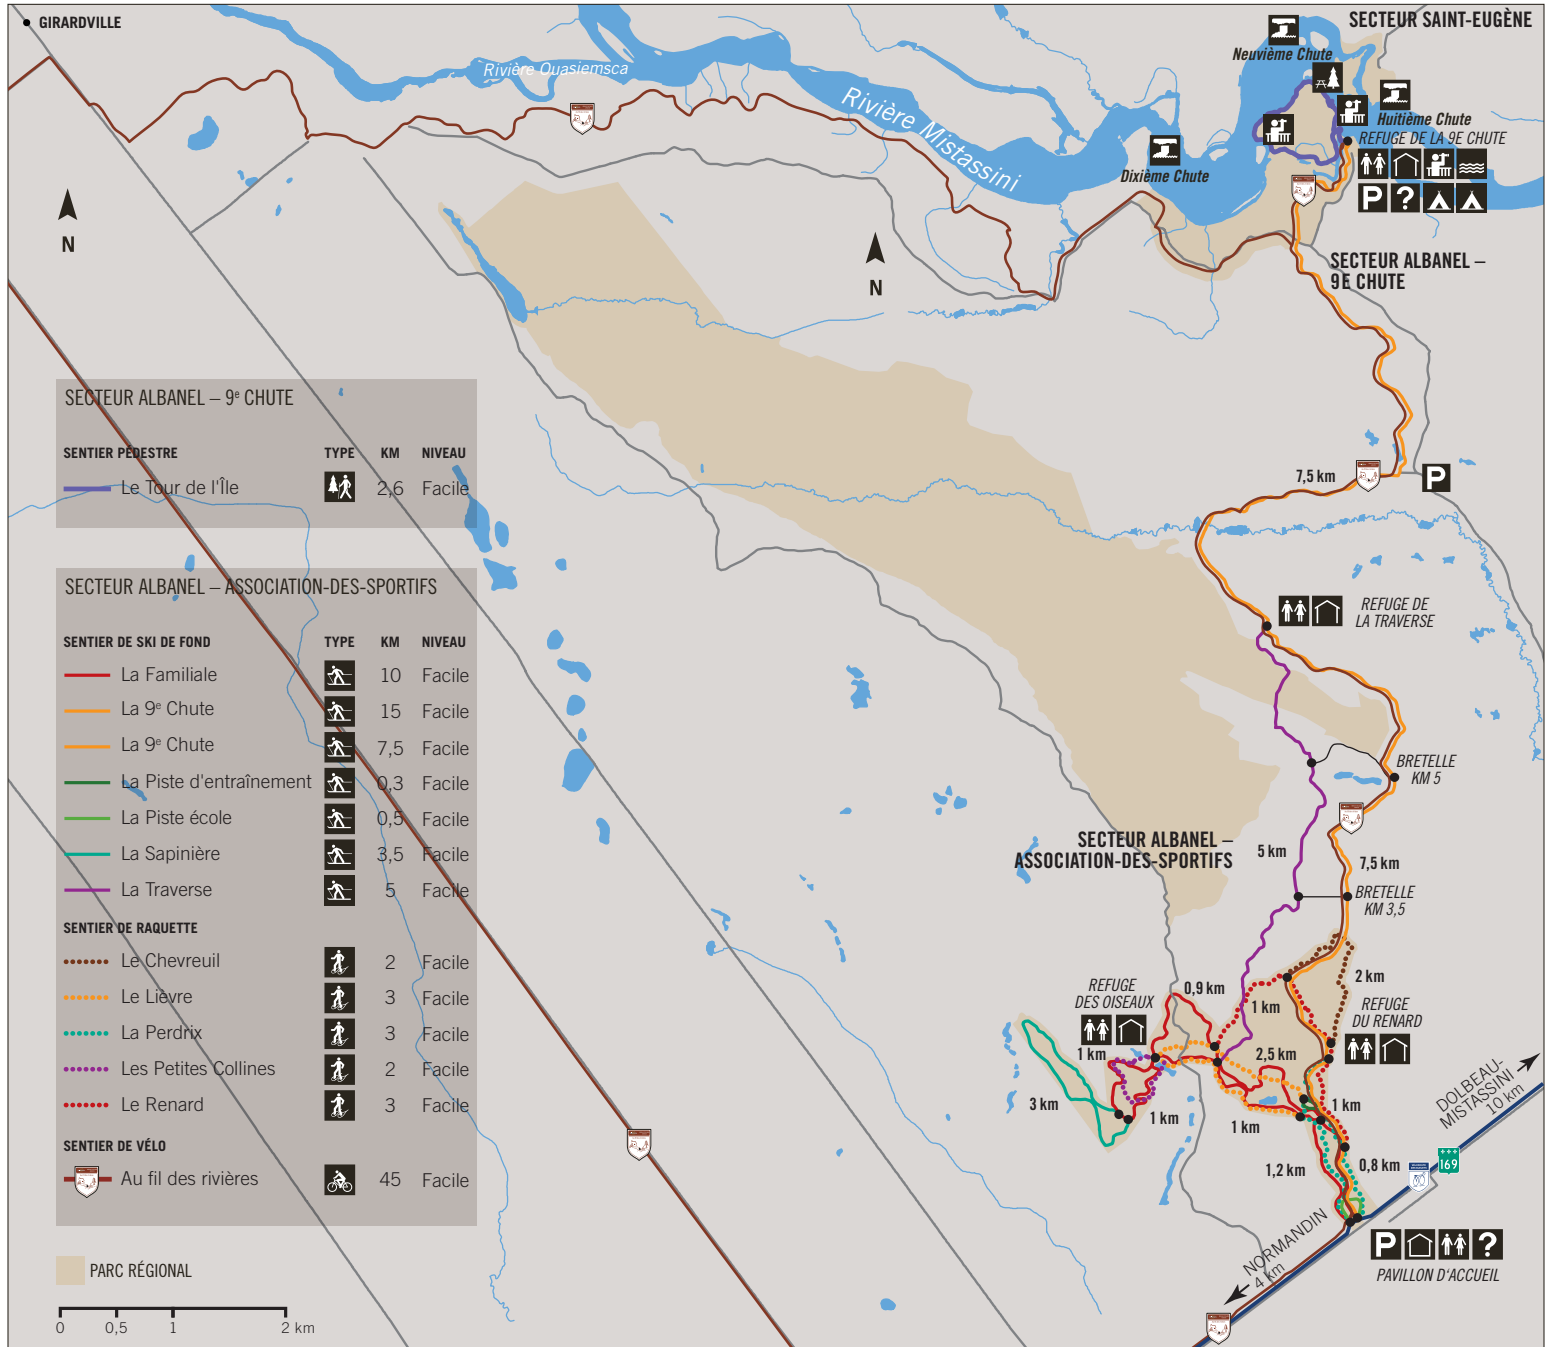 GIRARDVILLE
SECTEUR SAINT-EUGÈNE
Neuvième Chute
Rivière Ouasiemsca
Rivière Mistassini
Huitième Chute
REFUGE DE LA 9E CHUTE
Dixième Chute
P ?
N
N
SECTEUR ALBANEL –
9E CHUTE
7,5 km
P
REFUGE DE
LA TRAVERSE
BRETELLE
KM 5
SECTEUR ALBANEL –
ASSOCIATION-DES-SPORTIFS
5 km
7,5 km
BRETELLE
KM 3,5
2 km
REFUGE
DES OISEAUX
0,9 km
1 km
REFUGE
DU RENARD
1 km
2,5 km
3 km
1 km
1 km
1 km
1,2 km
0,8 km
DOLBEAU-
MISTASSINI
10 km
169
NORMANDIN
4 km
P ?
PAVILLON D'ACCUEIL
SECTEUR ALBANEL – 9e CHUTE
SENTIER PÉDESTRE TYPE KM NIVEAU
Le Tour de l'Île 2,6 Facile
SECTEUR ALBANEL – ASSOCIATION-DES-SPORTIFS
SENTIER DE SKI DE FOND TYPE KM NIVEAU
La Familiale 10 Facile
La 9e Chute 15 Facile
La 9e Chute 7,5 Facile
La Piste d'entraînement 0,3 Facile
La Piste école 0,5 Facile
La Sapinière 3,5 Facile
La Traverse 5 Facile
SENTIER DE RAQUETTE
Le Chevreuil 2 Facile
Le Lièvre 3 Facile
La Perdrix 3 Facile
Les Petites Collines 2 Facile
Le Renard 3 Facile
SENTIER DE VÉLO
Au fil des rivières 45 Facile
PARC RÉGIONAL
0 0,5 1 2 km